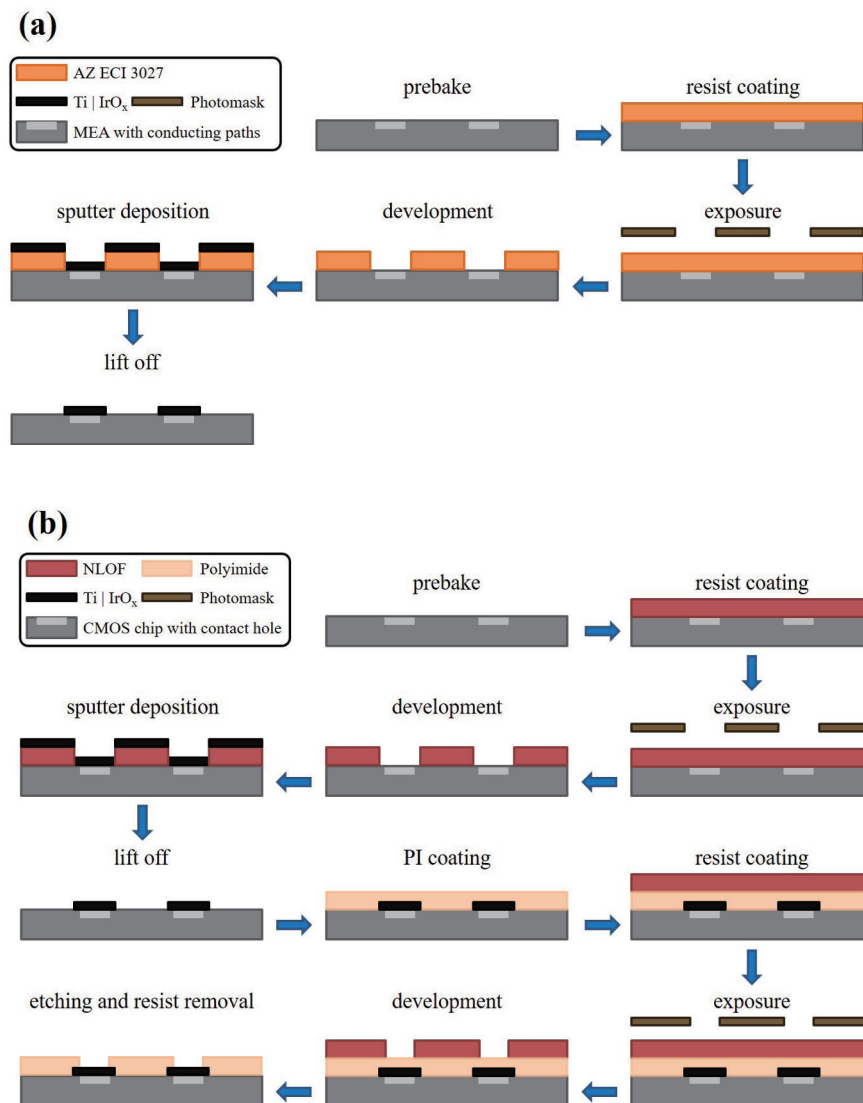 (a)
AZ ECI 3027
Ti | IrOₓ Photomask
MEA with conducting paths
prebake
resist coating
sputter deposition
development
exposure
lift off
(b)
NLOF Polyimide
Ti | IrOₓ Photomask
CMOS chip with contact hole
prebake
resist coating
sputter deposition
development
exposure
lift off
PI coating
resist coating
etching and resist removal
development
exposure